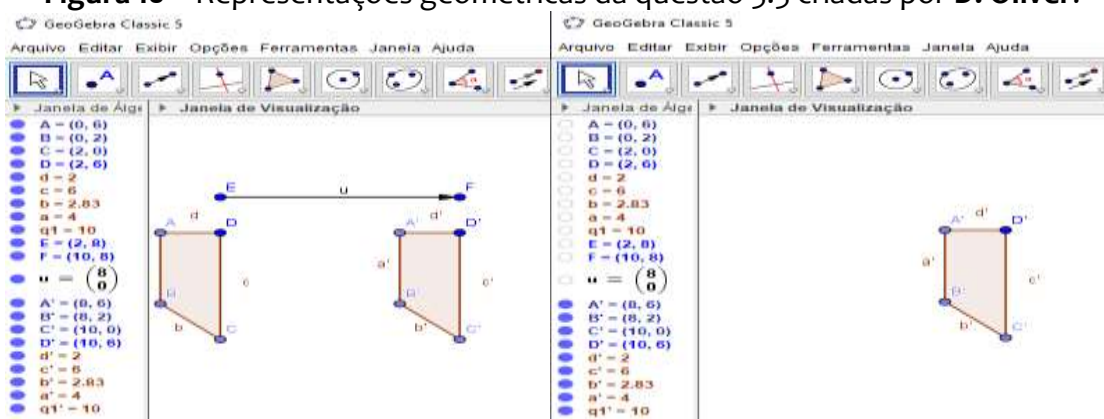 Figura 18 – Representações geométricas da questão 3.3 criadas por D. Oliver.
GeoGebra Classic 5
Arquivo Editar Exibir Opções Ferramentas Janela Ajuda
Janela de Álge
Janela de Visualização
A = (0, 6)
B = (0, 2)
C = (2, 0)
D = (2, 6)
d = 2
c = 6
b = 2.83
a = 4
q1 = 10
E = (2, 8)
F = (10, 8)
u = (8 0)
A' = (8, 6)
B' = (8, 2)
C' = (10, 0)
D' = (10, 6)
d' = 2
c' = 6
b' = 2.83
a' = 4
q1' = 10
E u F
A d D
B c
b C
A' d' D'
a' c'
B'
b' C'
GeoGebra Classic 5
Arquivo Editar Exibir Opções Ferramentas Janela Ajuda
Janela de Álge
Janela de Visualização
A = (0, 6)
B = (0, 2)
C = (2, 0)
D = (2, 6)
d = 2
c = 6
b = 2.83
a = 4
q1 = 10
E = (2, 8)
F = (10, 8)
u = (8 0)
A' = (8, 6)
B' = (8, 2)
C' = (10, 0)
D' = (10, 6)
d' = 2
c' = 6
b' = 2.83
a' = 4
q1' = 10
A' d' D'
a' c'
B'
b' C'